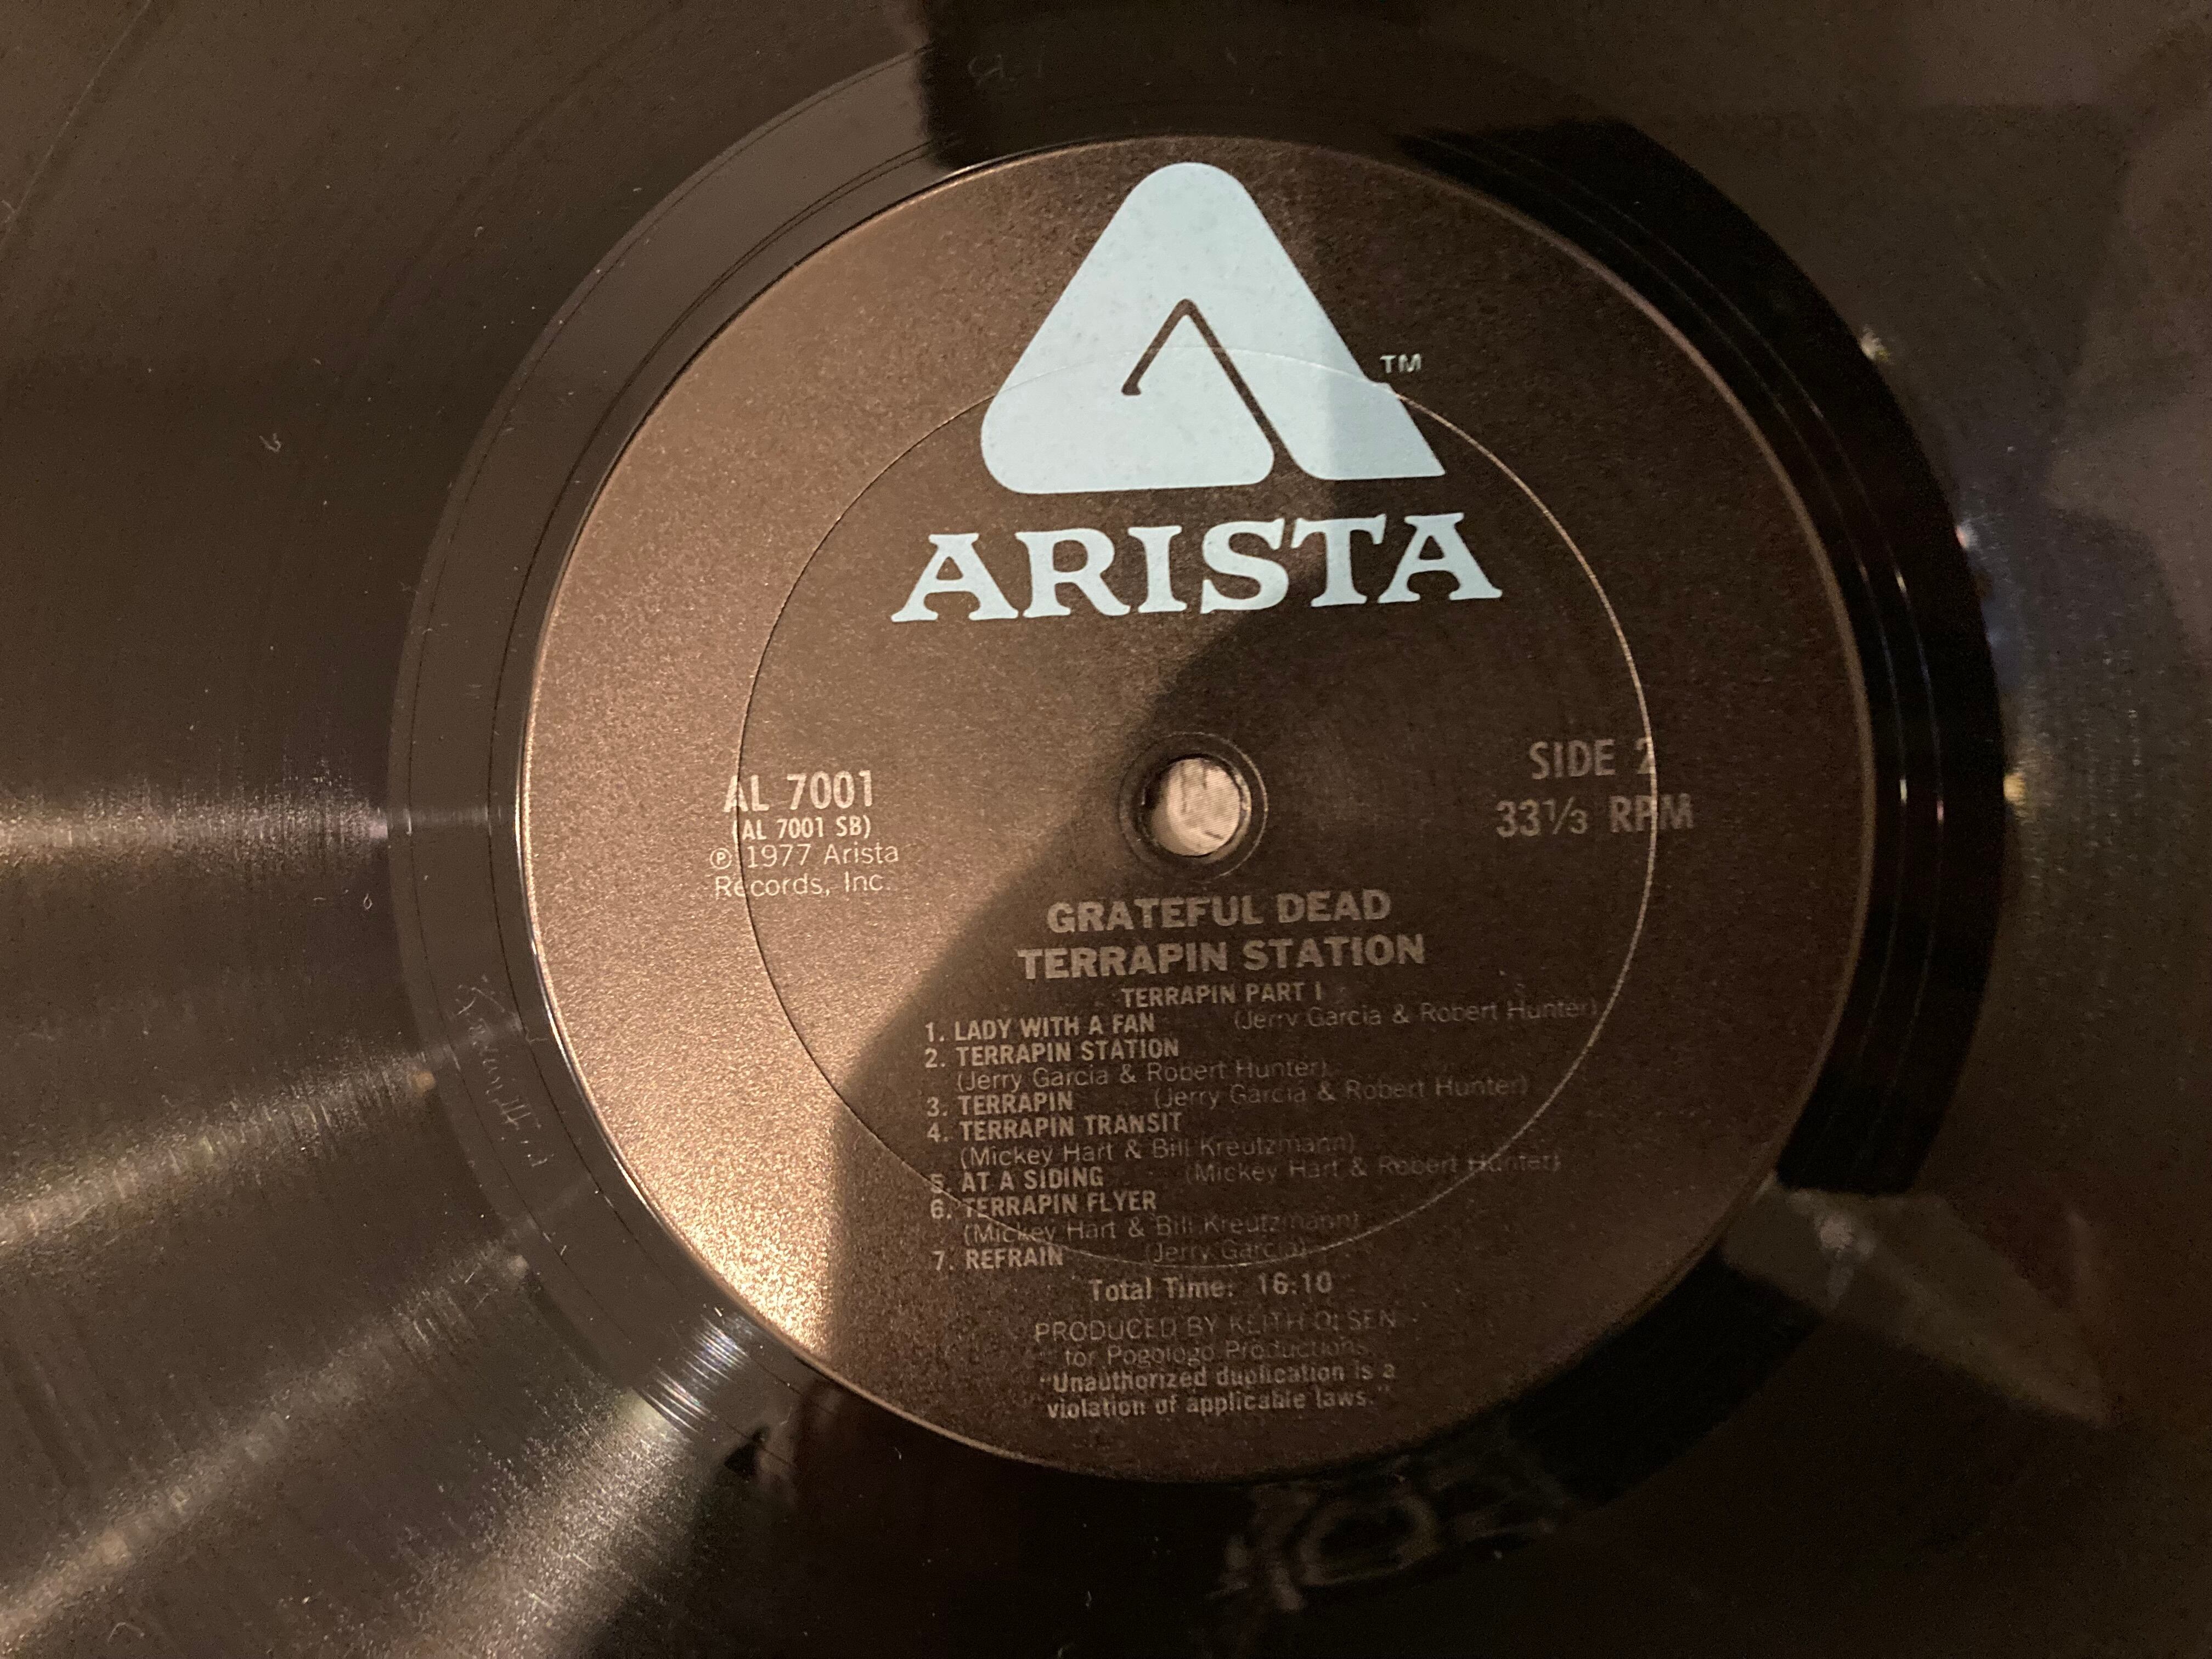 TM
ARISTA
AL 7001
(AL 7001 SB)
℗ 1977 Arista
Records, Inc.
SIDE 2
33⅓ RPM
GRATEFUL DEAD
TERRAPIN STATION
TERRAPIN PART I
1. LADY WITH A FAN (Jerry Garcia & Robert Hunter)
2. TERRAPIN STATION
(Jerry Garcia & Robert Hunter)
3. TERRAPIN (Jerry Garcia & Robert Hunter)
4. TERRAPIN TRANSIT
(Mickey Hart & Bill Kreutzmann)
5. AT A SIDING (Mickey Hart & Robert Hunter)
6. TERRAPIN FLYER
(Mickey Hart & Bill Kreutzmann)
7. REFRAIN (Jerry Garcia)
Total Time: 16:10
PRODUCED BY KEITH OLSEN
for Pogologo Productions
"Unauthorized duplication is a
violation of applicable laws."